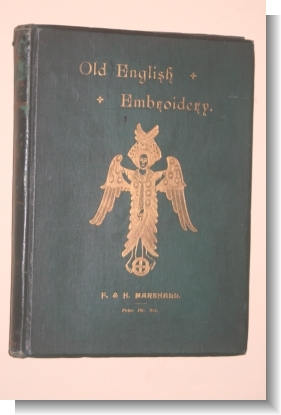 Old English
Embroidery.
F. & H. MARSHALL.